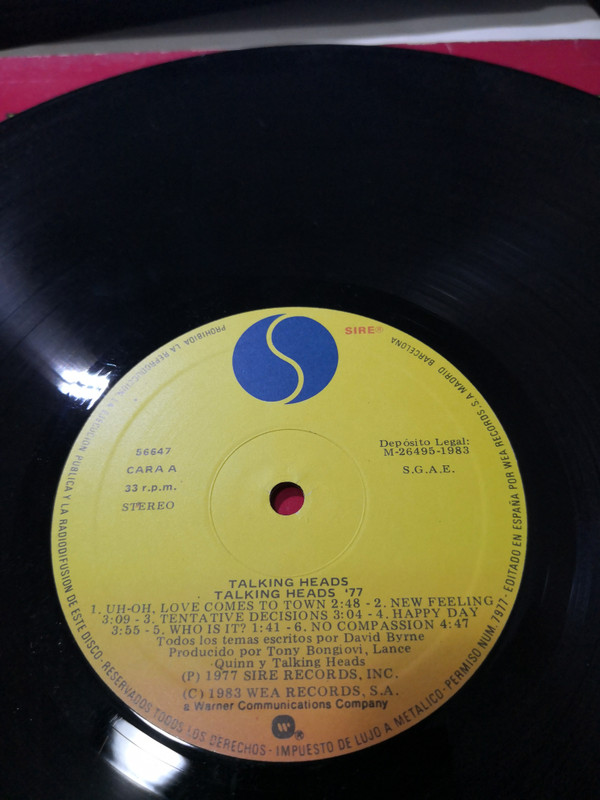 SIRE®
56647
CARA A
33 r.p.m.
STEREO
Depósito Legal:
M-26495-1983
S.G.A.E.
TALKING HEADS
TALKING HEADS '77
1. UH-OH, LOVE COMES TO TOWN 2:48 - 2. NEW FEELING
3:09 - 3. TENTATIVE DECISIONS 3:04 - 4. HAPPY DAY
3:55 - 5. WHO IS IT? 1:41 - 6. NO COMPASSION 4:47
Todos los temas escritos por David Byrne
Producido por Tony Bongiovi, Lance
Quinn y Talking Heads
(P) 1977 SIRE RECORDS, INC.
(C) 1983 WEA RECORDS, S.A.
a Warner Communications Company
®
PROHIBIDA LA REPRODUCCION, LA EJECUCION PUBLICA Y LA RADIODIFUSION DE ESTE DISCO · RESERVADOS TODOS LOS DERECHOS - IMPUESTO DE LUJO A METALICO - PERMISO NUM. 7977 - EDITADO EN ESPAÑA POR WEA RECORDS, S.A MADRID BARCELONA